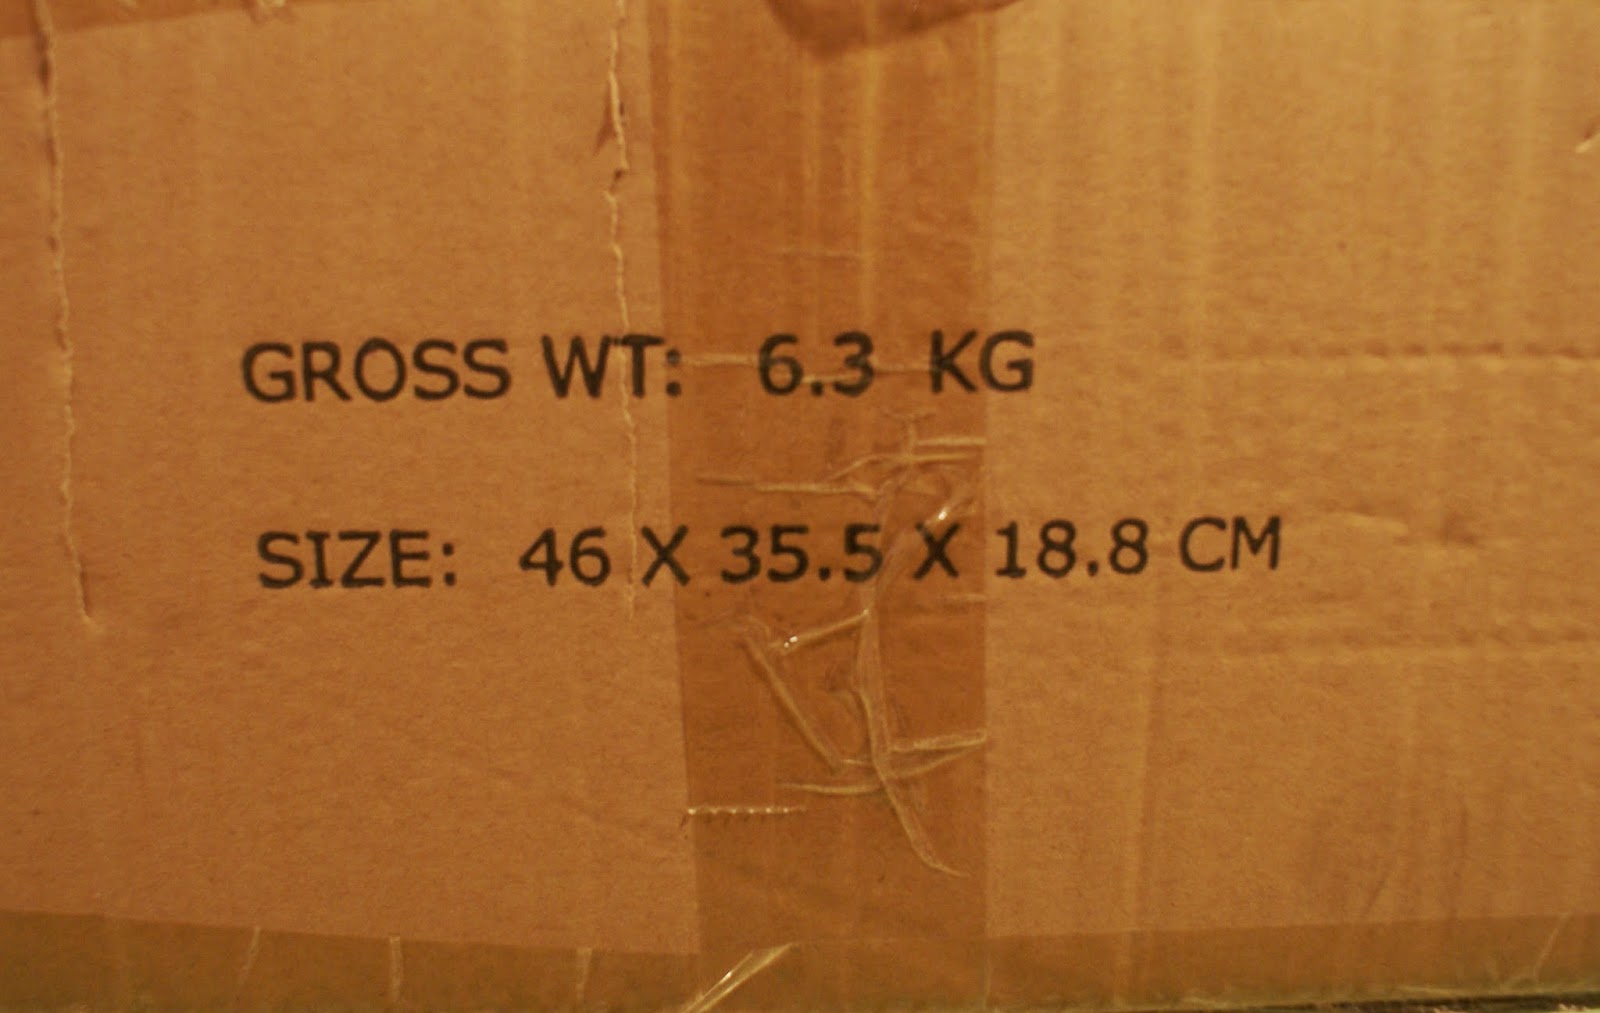 GROSS WT: 6.3 KG
SIZE: 46 X 35.5 X 18.8 CM